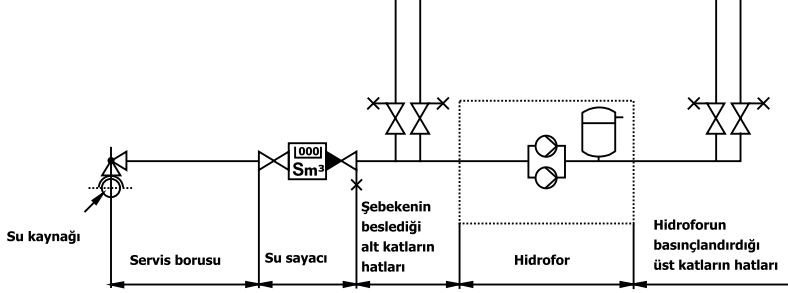 000
Sm³
Şebekenin
beslediği
alt katların
hatları
Su kaynağı
Servis borusu
Su sayacı
Hidrofor
Hidroforun
basınçlandırdığı
üst katların hatları